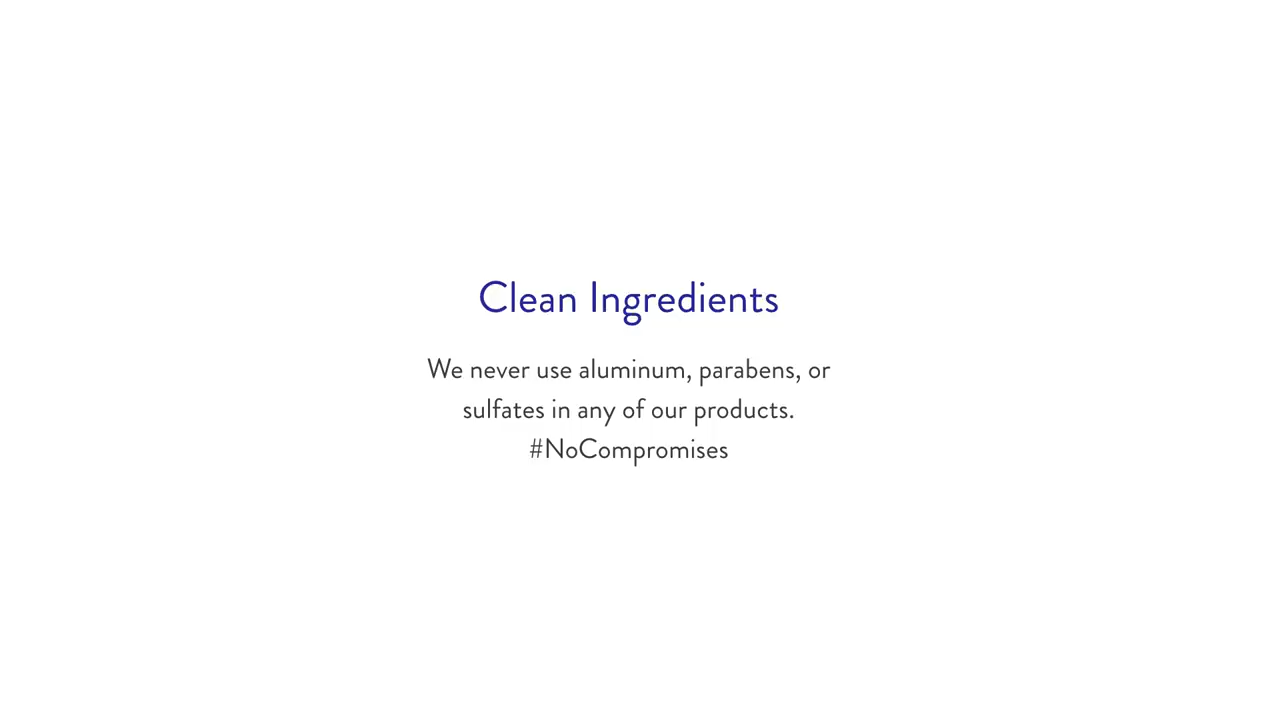 Clean Ingredients
We never use aluminum, parabens, or
sulfates in any of our products.
#NoCompromises